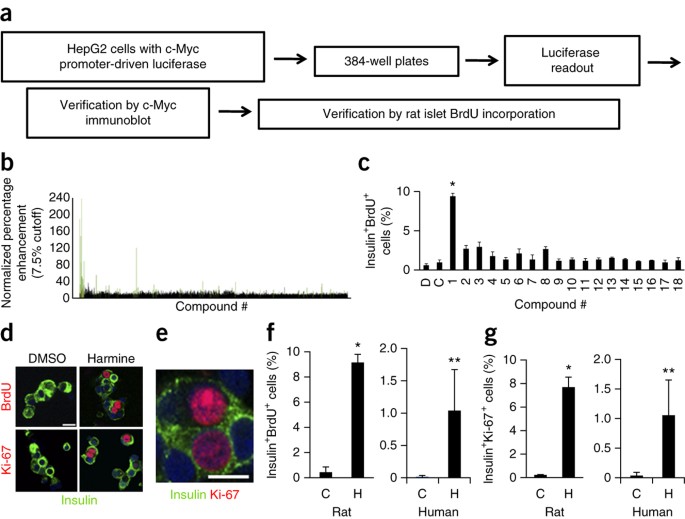 a
HepG2 cells with c-Myc
promoter-driven luciferase
384-well plates
Luciferase
readout
Verification by c-Myc
immunoblot
Verification by rat islet BrdU incorporation
b
Normalized percentage
enhancement
(7.5% cutoff)
240
200
160
120
80
40
0
Compound #
c
Insulin⁺BrdU⁺
cells (%)
10
5
0
*
D C 1 2 3 4 5 6 7 8 9 10 11 12 13 14 15 16 17 18
Compound #
d
DMSO Harmine
BrdU
Ki-67
Insulin
e
Insulin Ki-67
f
Insulin⁺BrdU⁺ cells (%)
10
8
6
4
2
0
*
C H
Rat
2.0
1.5
1.0
0.5
0
**
C H
Human
g
Insulin⁺Ki-67⁺ cells (%)
10
8
6
4
2
0
*
C H
Rat
2.0
1.5
1.0
0.5
0
**
C H
Human